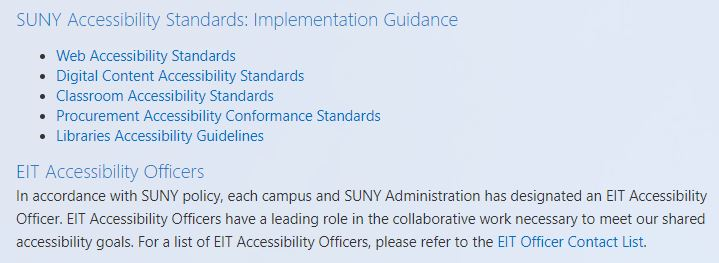 SUNY Accessibility Standards: Implementation Guidance
• Web Accessibility Standards
• Digital Content Accessibility Standards
• Classroom Accessibility Standards
• Procurement Accessibility Conformance Standards
• Libraries Accessibility Guidelines
EIT Accessibility Officers
In accordance with SUNY policy, each campus and SUNY Administration has designated an EIT Accessibility
Officer. EIT Accessibility Officers have a leading role in the collaborative work necessary to meet our shared
accessibility goals. For a list of EIT Accessibility Officers, please refer to the EIT Officer Contact List.